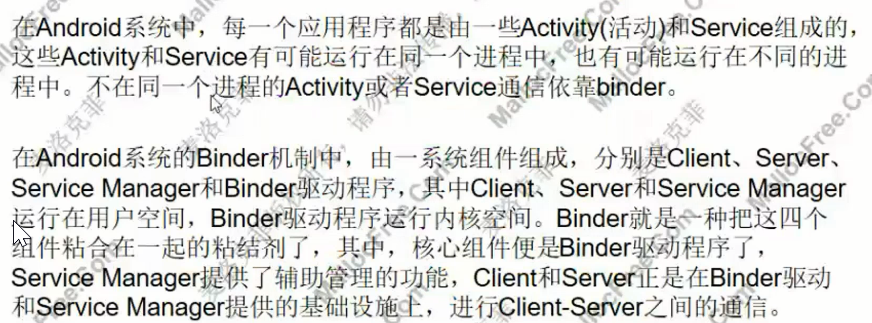 在Android系统中，每一个应用程序都是由一些Activity(活动)和Service组成的，
这些Activity和Service有可能运行在同一个进程中，也有可能运行在不同的进
程中。不在同一个进程的Activity或者Service通信依靠binder。
在Android系统的Binder机制中，由一系统组件组成，分别是Client、Server、
Service Manager和Binder驱动程序，其中Client、Server和Service Manager
运行在用户空间，Binder驱动程序运行内核空间。Binder就是一种把这四个
组件粘合在一起的粘结剂了，其中，核心组件便是Binder驱动程序了，
Service Manager提供了辅助管理的功能，Client和Server正是在Binder驱动
和Service Manager提供的基础设施上，进行Client-Server之间的通信。